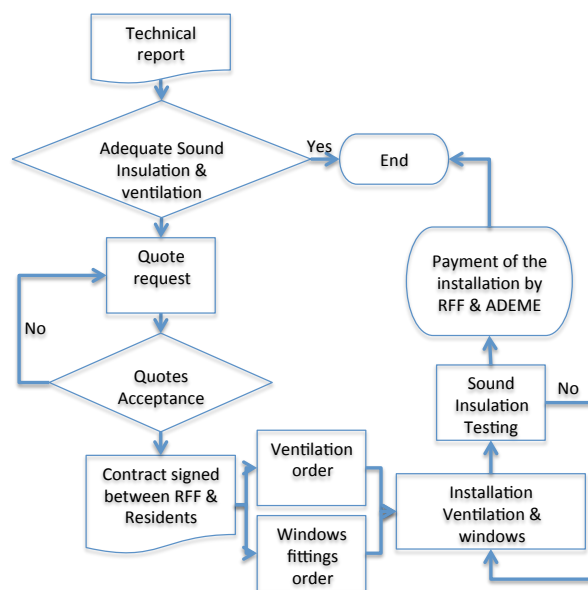 Technical
report
Adequate Sound
Insulation &
ventilation
Yes
End
Quote
request
No
Quotes
Acceptance
Contract signed
between RFF &
Residents
Ventilation
order
Windows
fittings
order
Installation
Ventilation &
windows
Sound
Insulation
Testing
No
Payment of the
installation by
RFF & ADEME